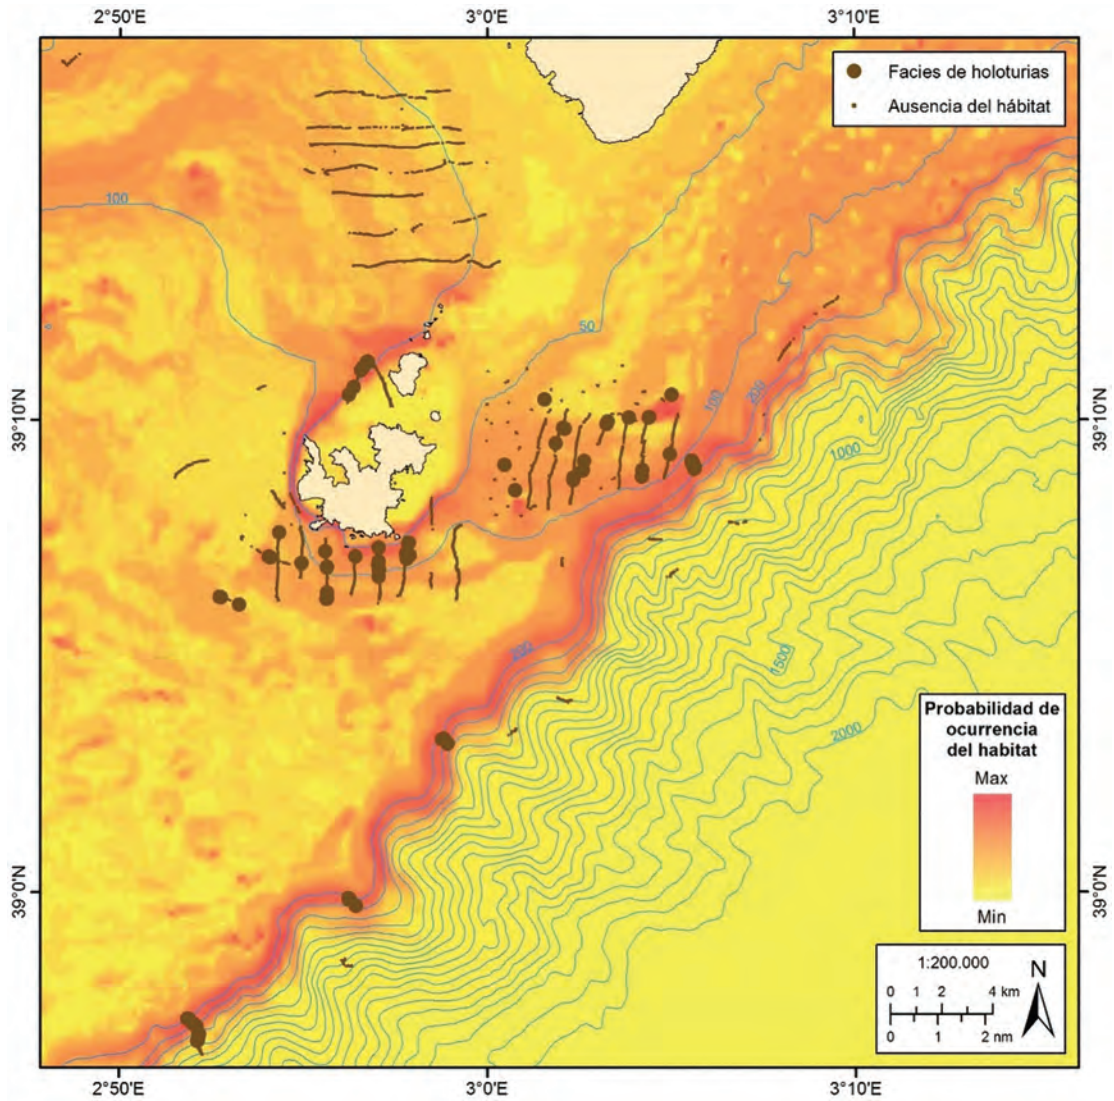 2°50'E 3°0'E 3°10'E
Facies de holoturias
Ausencia del hábitat
100
50
39°10'N
39°10'N
100
200
1000
200
1500
2000
Probabilidad de
ocurrencia
del habitat
Max
Min
39°0'N
39°0'N
1:200.000
N
0 1 2 4 km
0 1 2 nm
2°50'E 3°0'E 3°10'E